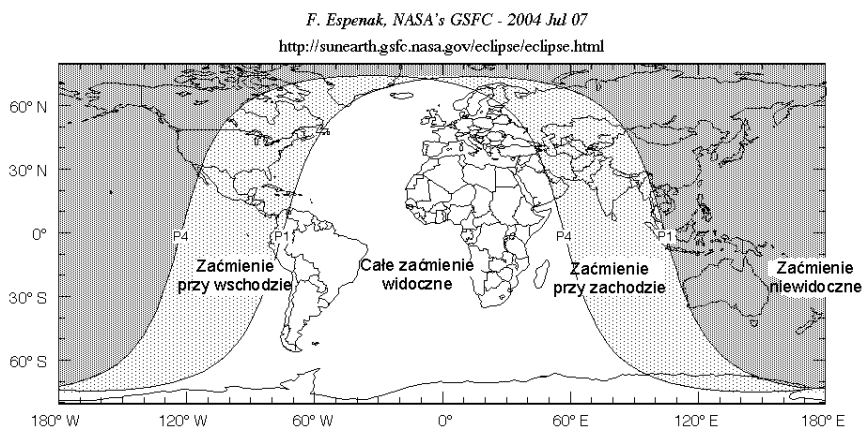 F. Espenak, NASA's GSFC - 2004 Jul 07
http://sunearth.gsfc.nasa.gov/eclipse/eclipse.html
60° N
30° N
0°
30° S
60° S
P4
P1
P4
P1
Zaćmienie
przy wschodzie
Całe zaćmienie
widoczne
Zaćmienie
przy zachodzie
Zaćmienie
niewidoczne
180° W
120° W
60° W
0°
60° E
120° E
180° E